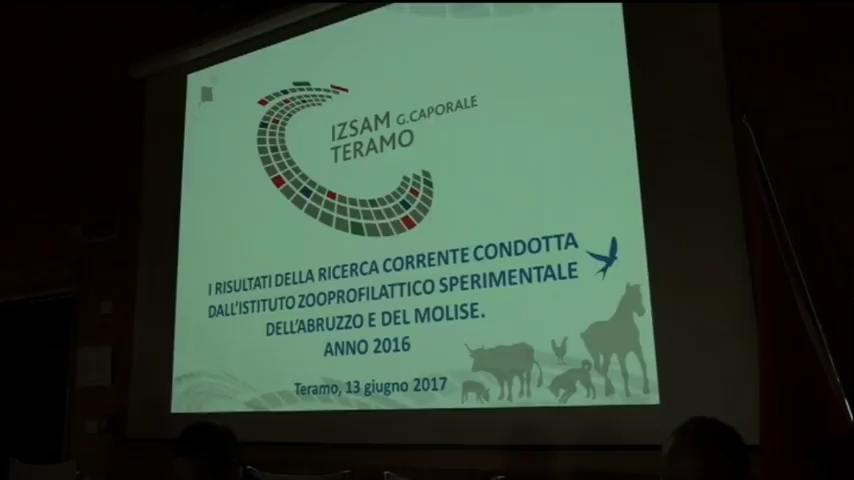 IZSAM G.CAPORALE
TERAMO
I RISULTATI DELLA RICERCA CORRENTE CONDOTTA
DALL'ISTITUTO ZOOPROFILATTICO SPERIMENTALE
DELL'ABRUZZO E DEL MOLISE.
ANNO 2016
Teramo, 13 giugno 2017